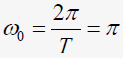 ω₀ = 2π/T = π